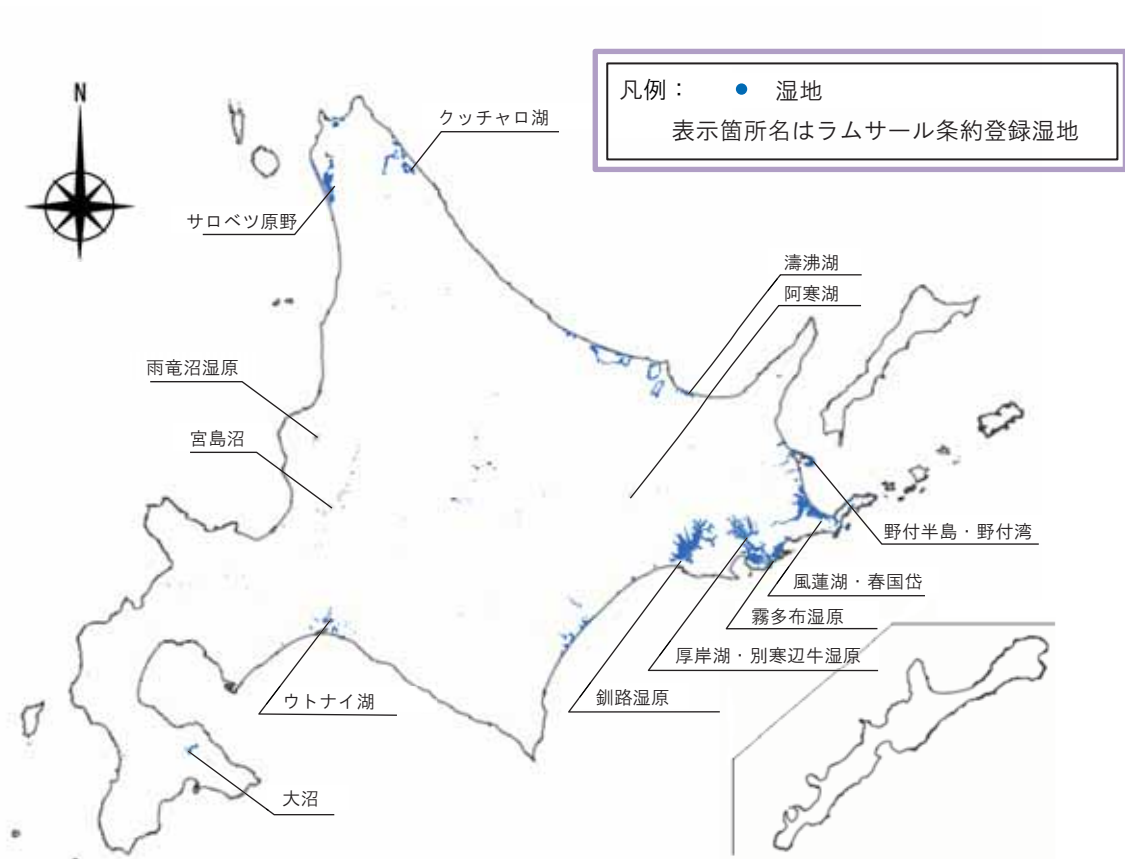 N
凡例： 湿地
表示箇所名はラムサール条約登録湿地
クッチャロ湖
サロベツ原野
濤沸湖
阿寒湖
雨竜沼湿原
宮島沼
野付半島・野付湾
風蓮湖・春国岱
霧多布湿原
厚岸湖・別寒辺牛湿原
釧路湿原
ウトナイ湖
大沼